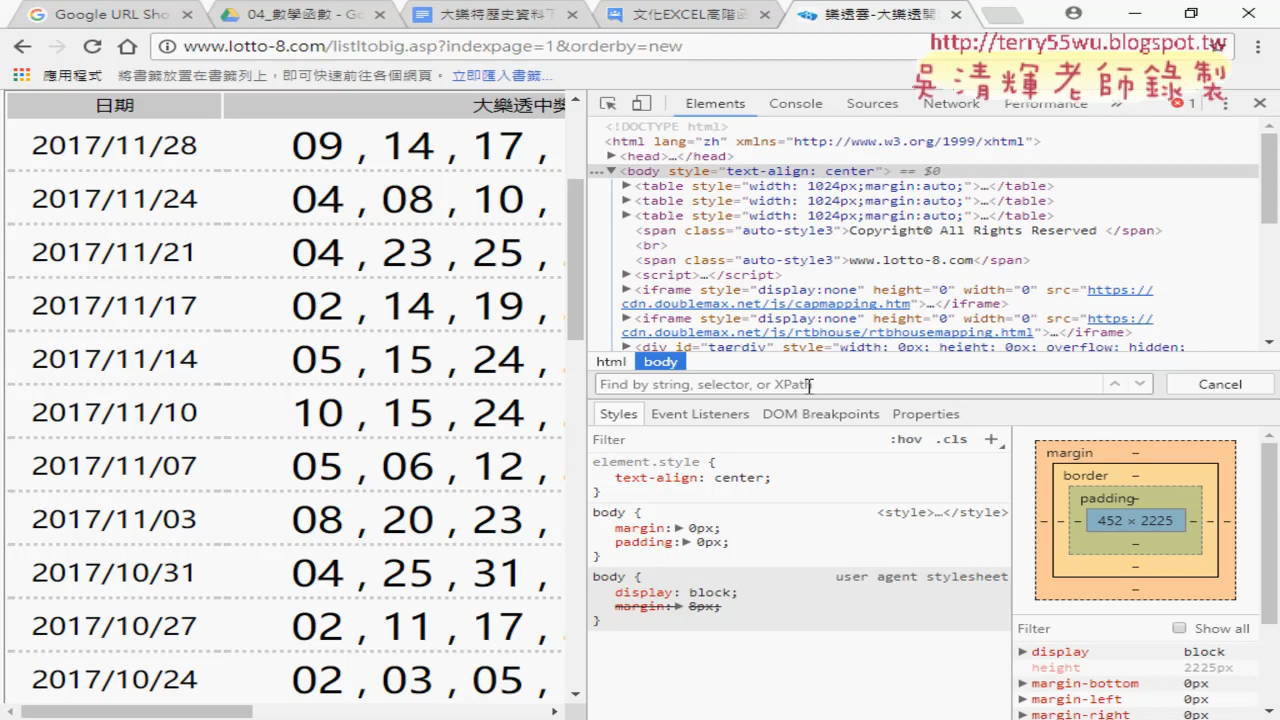 Google URL Sho
04_數學函數 - Go
大樂特歷史資料下
文化EXCEL高階函
樂透雲-大樂透開
www.lotto-8.com/listltobig.asp?indexpage=1&orderby=new
http://terry55wu.blogspot.tw
吳清輝老師錄製
應用程式
將書籤放置在書籤列上，即可快速前往各個網頁。
立即匯入書籤...
日期
大樂透中獎
2017/11/28 09 , 14 , 17 ,
2017/11/24 04 , 08 , 10 ,
2017/11/21 04 , 23 , 25 ,
2017/11/17 02 , 14 , 19 ,
2017/11/14 05 , 15 , 24 ,
2017/11/10 10 , 15 , 24 ,
2017/11/07 05 , 06 , 12 ,
2017/11/03 08 , 20 , 23 ,
2017/10/31 04 , 25 , 31 ,
2017/10/27 02 , 11 , 17 ,
2017/10/24 02 , 03 , 05 ,
Elements Console Sources Network Performance » 1
<!DOCTYPE html>
<html lang="zh" xmlns="http://www.w3.org/1999/xhtml">
<head>…</head>
<body style="text-align: center"> == $0
<table style="width: 1024px;margin:auto;">…</table>
<table style="width: 1024px;margin:auto;">…</table>
<table style="width: 1024px;margin:auto;">…</table>
<span class="auto-style3">Copyright© All Rights Reserved </span>
<br>
<span class="auto-style3">www.lotto-8.com</span>
<script>…</script>
<iframe style="display:none" height="0" width="0" src="https://
cdn.doublemax.net/js/capmapping.htm">…</iframe>
<iframe style="display:none" height="0" width="0" src="https://
cdn.doublemax.net/js/rtbhouse/rtbhousemapping.html">…</iframe>
<div id="tagrdiv" style="width: 0px; height: 0px; overflow: hidden;
html body
Find by string, selector, or XPath
Cancel
Styles Event Listeners DOM Breakpoints Properties
Filter :hov .cls +
element.style {
text-align: center;
}
body { <style>…</style>
margin: 0px;
padding: 0px;
}
body { user agent stylesheet
display: block;
margin: 8px;
}
margin –
border –
padding –
– – – 452 × 2225 – – –
–
–
–
Filter Show all
display block
height 2225px
margin-bottom 0px
margin-left 0px
margin-right 0px